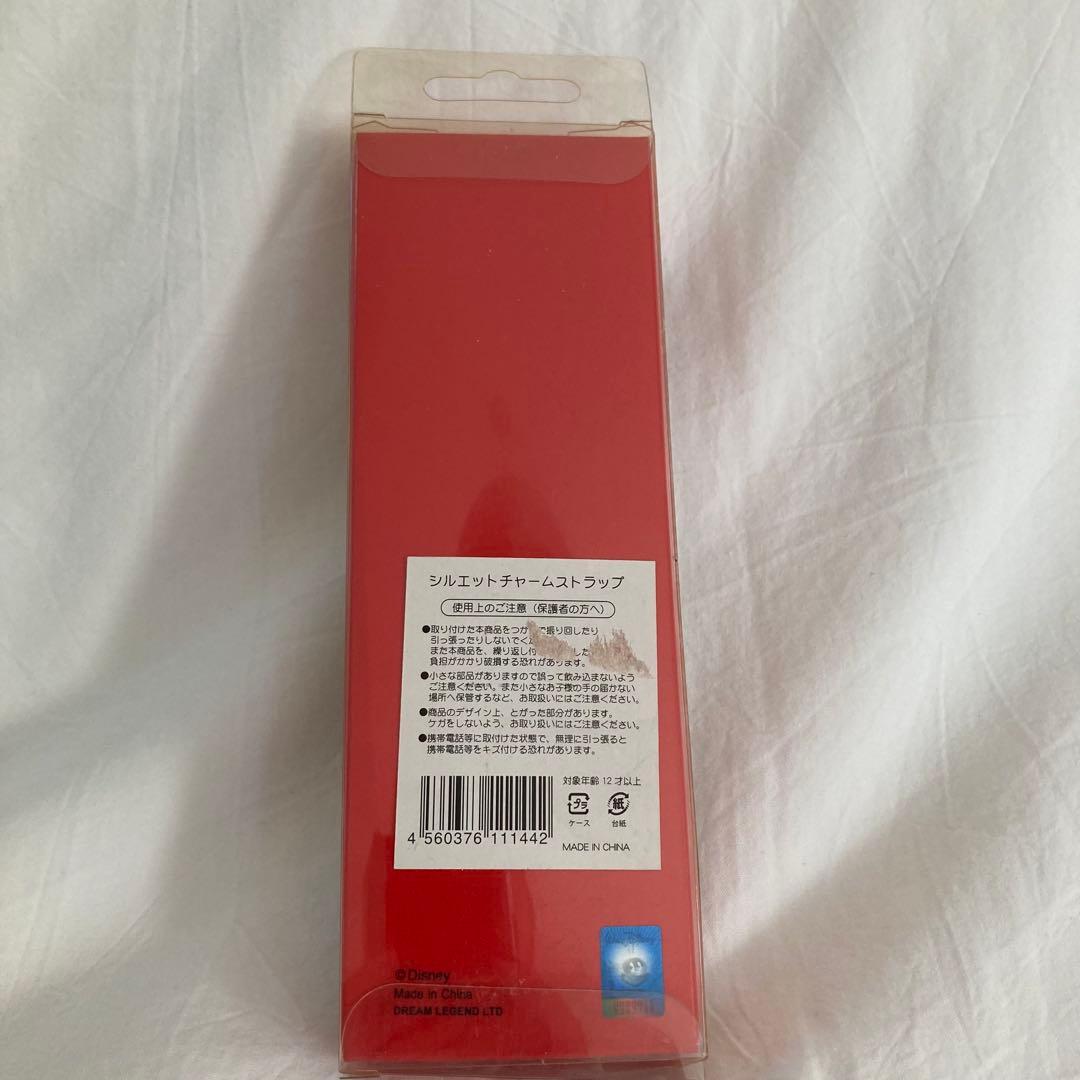 シルエットチャームストラップ
使用上のご注意（保護者の方へ）
●取り付けた本商品をつか で振り回したり
引っ張ったりしないでく
また本商品を、繰り返し付 した
負担がかかり破損する恐れがあります。
●小さな部品がありますので誤って飲み込まないよう
ご注意ください。また小さなお子様の手の届かない
場所へ保管するなど、お取扱いにはご注意ください。
●商品のデザイン上、とがった部分があります。
ケガをしないよう、お取り扱いにはご注意ください。
●携帯電話等に取付けた状態で、無理に引っ張ると
携帯電話等をキズ付ける恐れがあります。
対象年齢 12 才以上
プラ 紙
ケース 台紙
4 560376 111442
MADE IN CHINA
©Disney
Made in China
DREAM LEGEND LTD